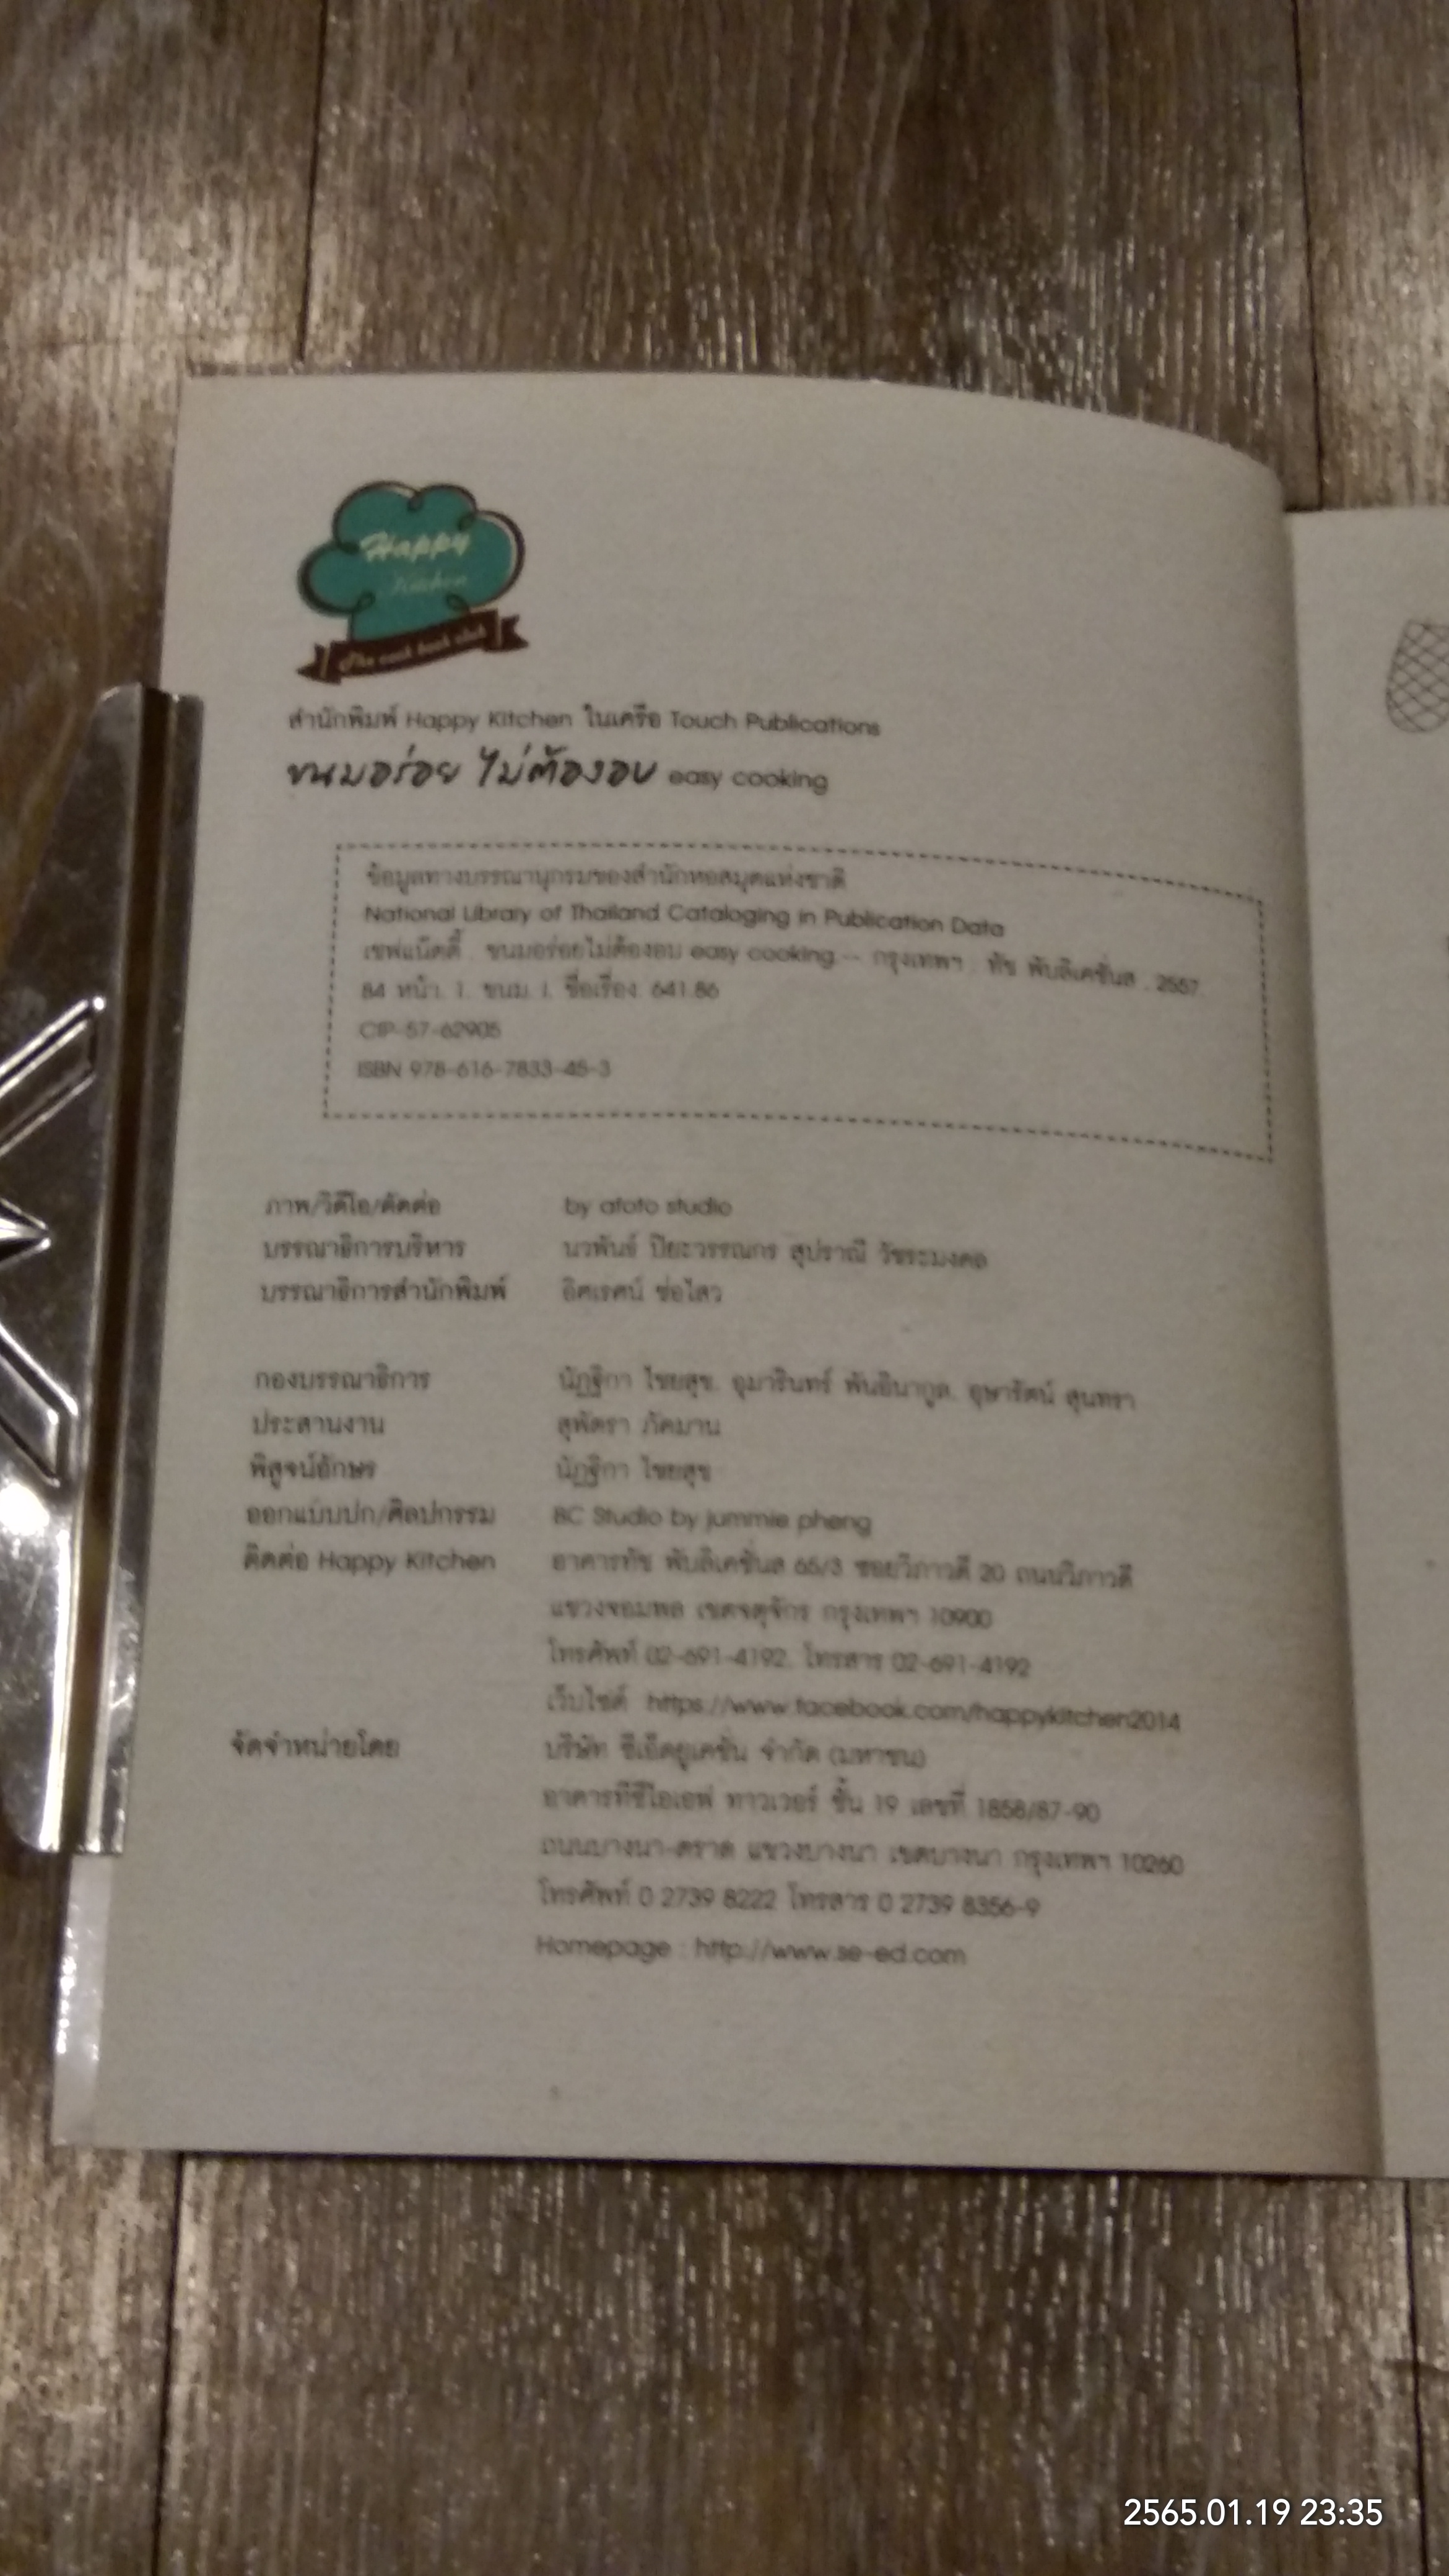 Happy
Kitchen
The cook book club
สำนักพิมพ์ Happy Kitchen ในเครือ Touch Publications
ขนมอร่อย ไม่ต้องอบ easy cooking
ข้อมูลทางบรรณานุกรมของสำนักหอสมุดแห่งชาติ
National Library of Thailand Cataloging in Publication Data
เชฟแน๊ตตี้ . ขนมอร่อยไม่ต้องอบ easy cooking.-- กรุงเทพฯ : ทัช พับลิเคชั่นส , 2557.
84 หน้า. 1. ขนม. I. ชื่อเรื่อง. 641.86
CIP-57-62905
ISBN 978-616-7833-45-3
ภาพ/วิดีโอ/ตัดต่อ by afoto studio
บรรณาธิการบริหาร นวพันธ์ ปิยะวรรณกร สุปราณี วัชระมงคล
บรรณาธิการสำนักพิมพ์ อิศเรศน์ ช่อไสว
กองบรรณาธิการ นัฏฐิกา ไชยสุข, อุมารินทร์ พันธินากูล, อุษารัตน์ สุนทรา
ประสานงาน สุพัตรา ภัคมาน
พิสูจน์อักษร นัฏฐิกา ไชยสุข
ออกแบบปก/ศิลปกรรม BC Studio by jummie pheng
ติดต่อ Happy Kitchen อาคารทัช พับลิเคชั่นส 65/3 ซอยวิภาวดี 20 ถนนวิภาวดี
แขวงจอมพล เขตจตุจักร กรุงเทพฯ 10900
โทรศัพท์ 02-691-4192, โทรสาร 02-691-4192
เว็บไซต์ https://www.facebook.com/happykitchen2014
จัดจำหน่ายโดย บริษัท ซีเอ็ดยูเคชั่น จำกัด (มหาชน)
อาคารทีซีไอเอฟ ทาวเวอร์ ชั้น 19 เลขที่ 1858/87-90
ถนนบางนา-ตราด แขวงบางนา เขตบางนา กรุงเทพฯ 10260
โทรศัพท์ 0 2739 8222 โทรสาร 0 2739 8356-9
Homepage : http://www.se-ed.com
2565.01.19 23:35